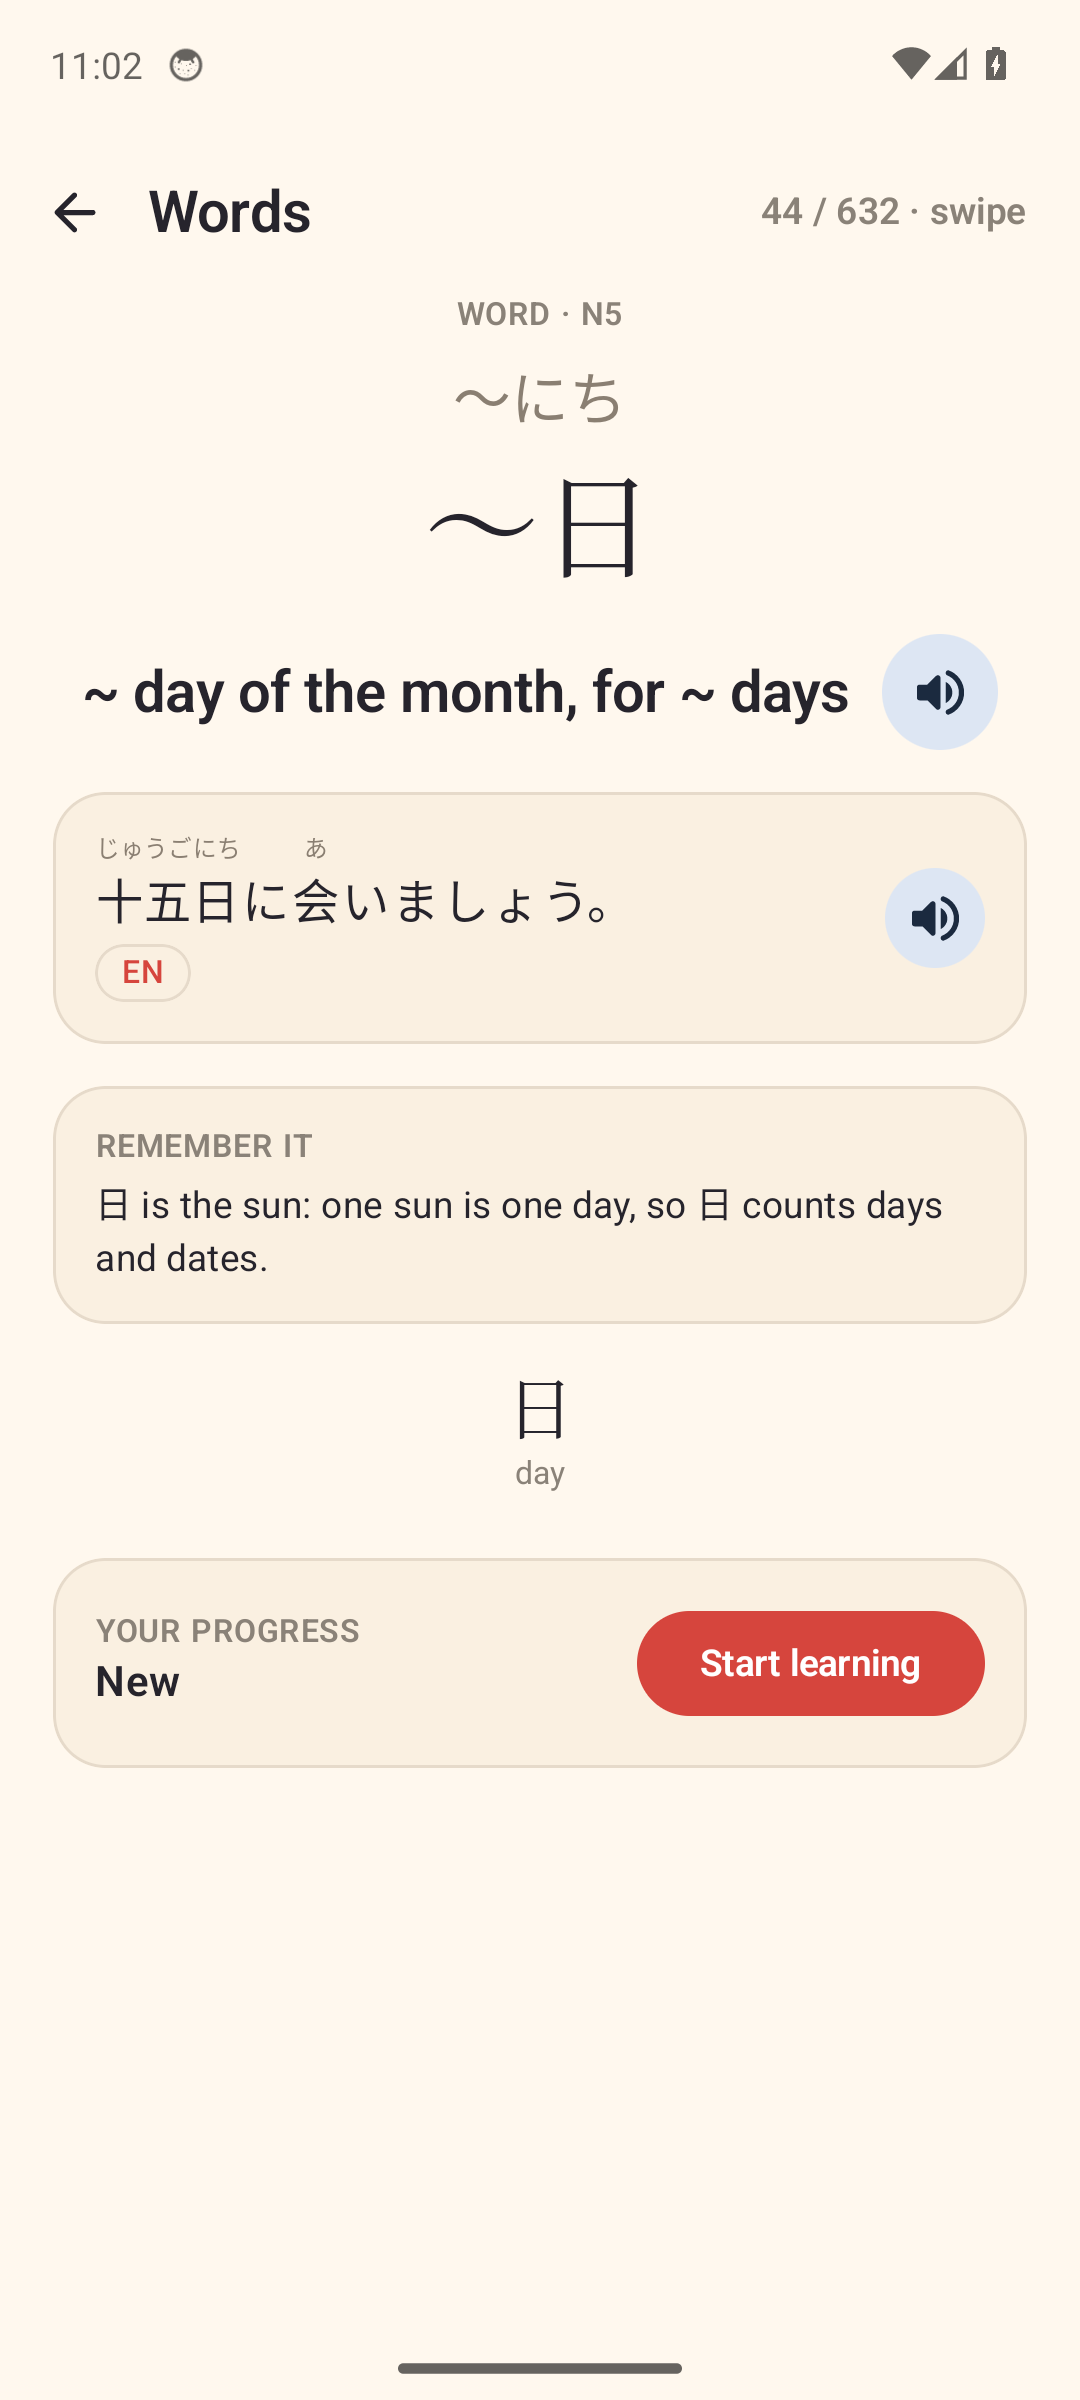 11:02
Words
44 / 632 · swipe
WORD · N5
〜にち
〜日
~ day of the month, for ~ days
じゅうごにち あ
十五日に会いましょう。
EN
REMEMBER IT
日 is the sun: one sun is one day, so 日 counts days
and dates.
日
day
YOUR PROGRESS
New
Start learning